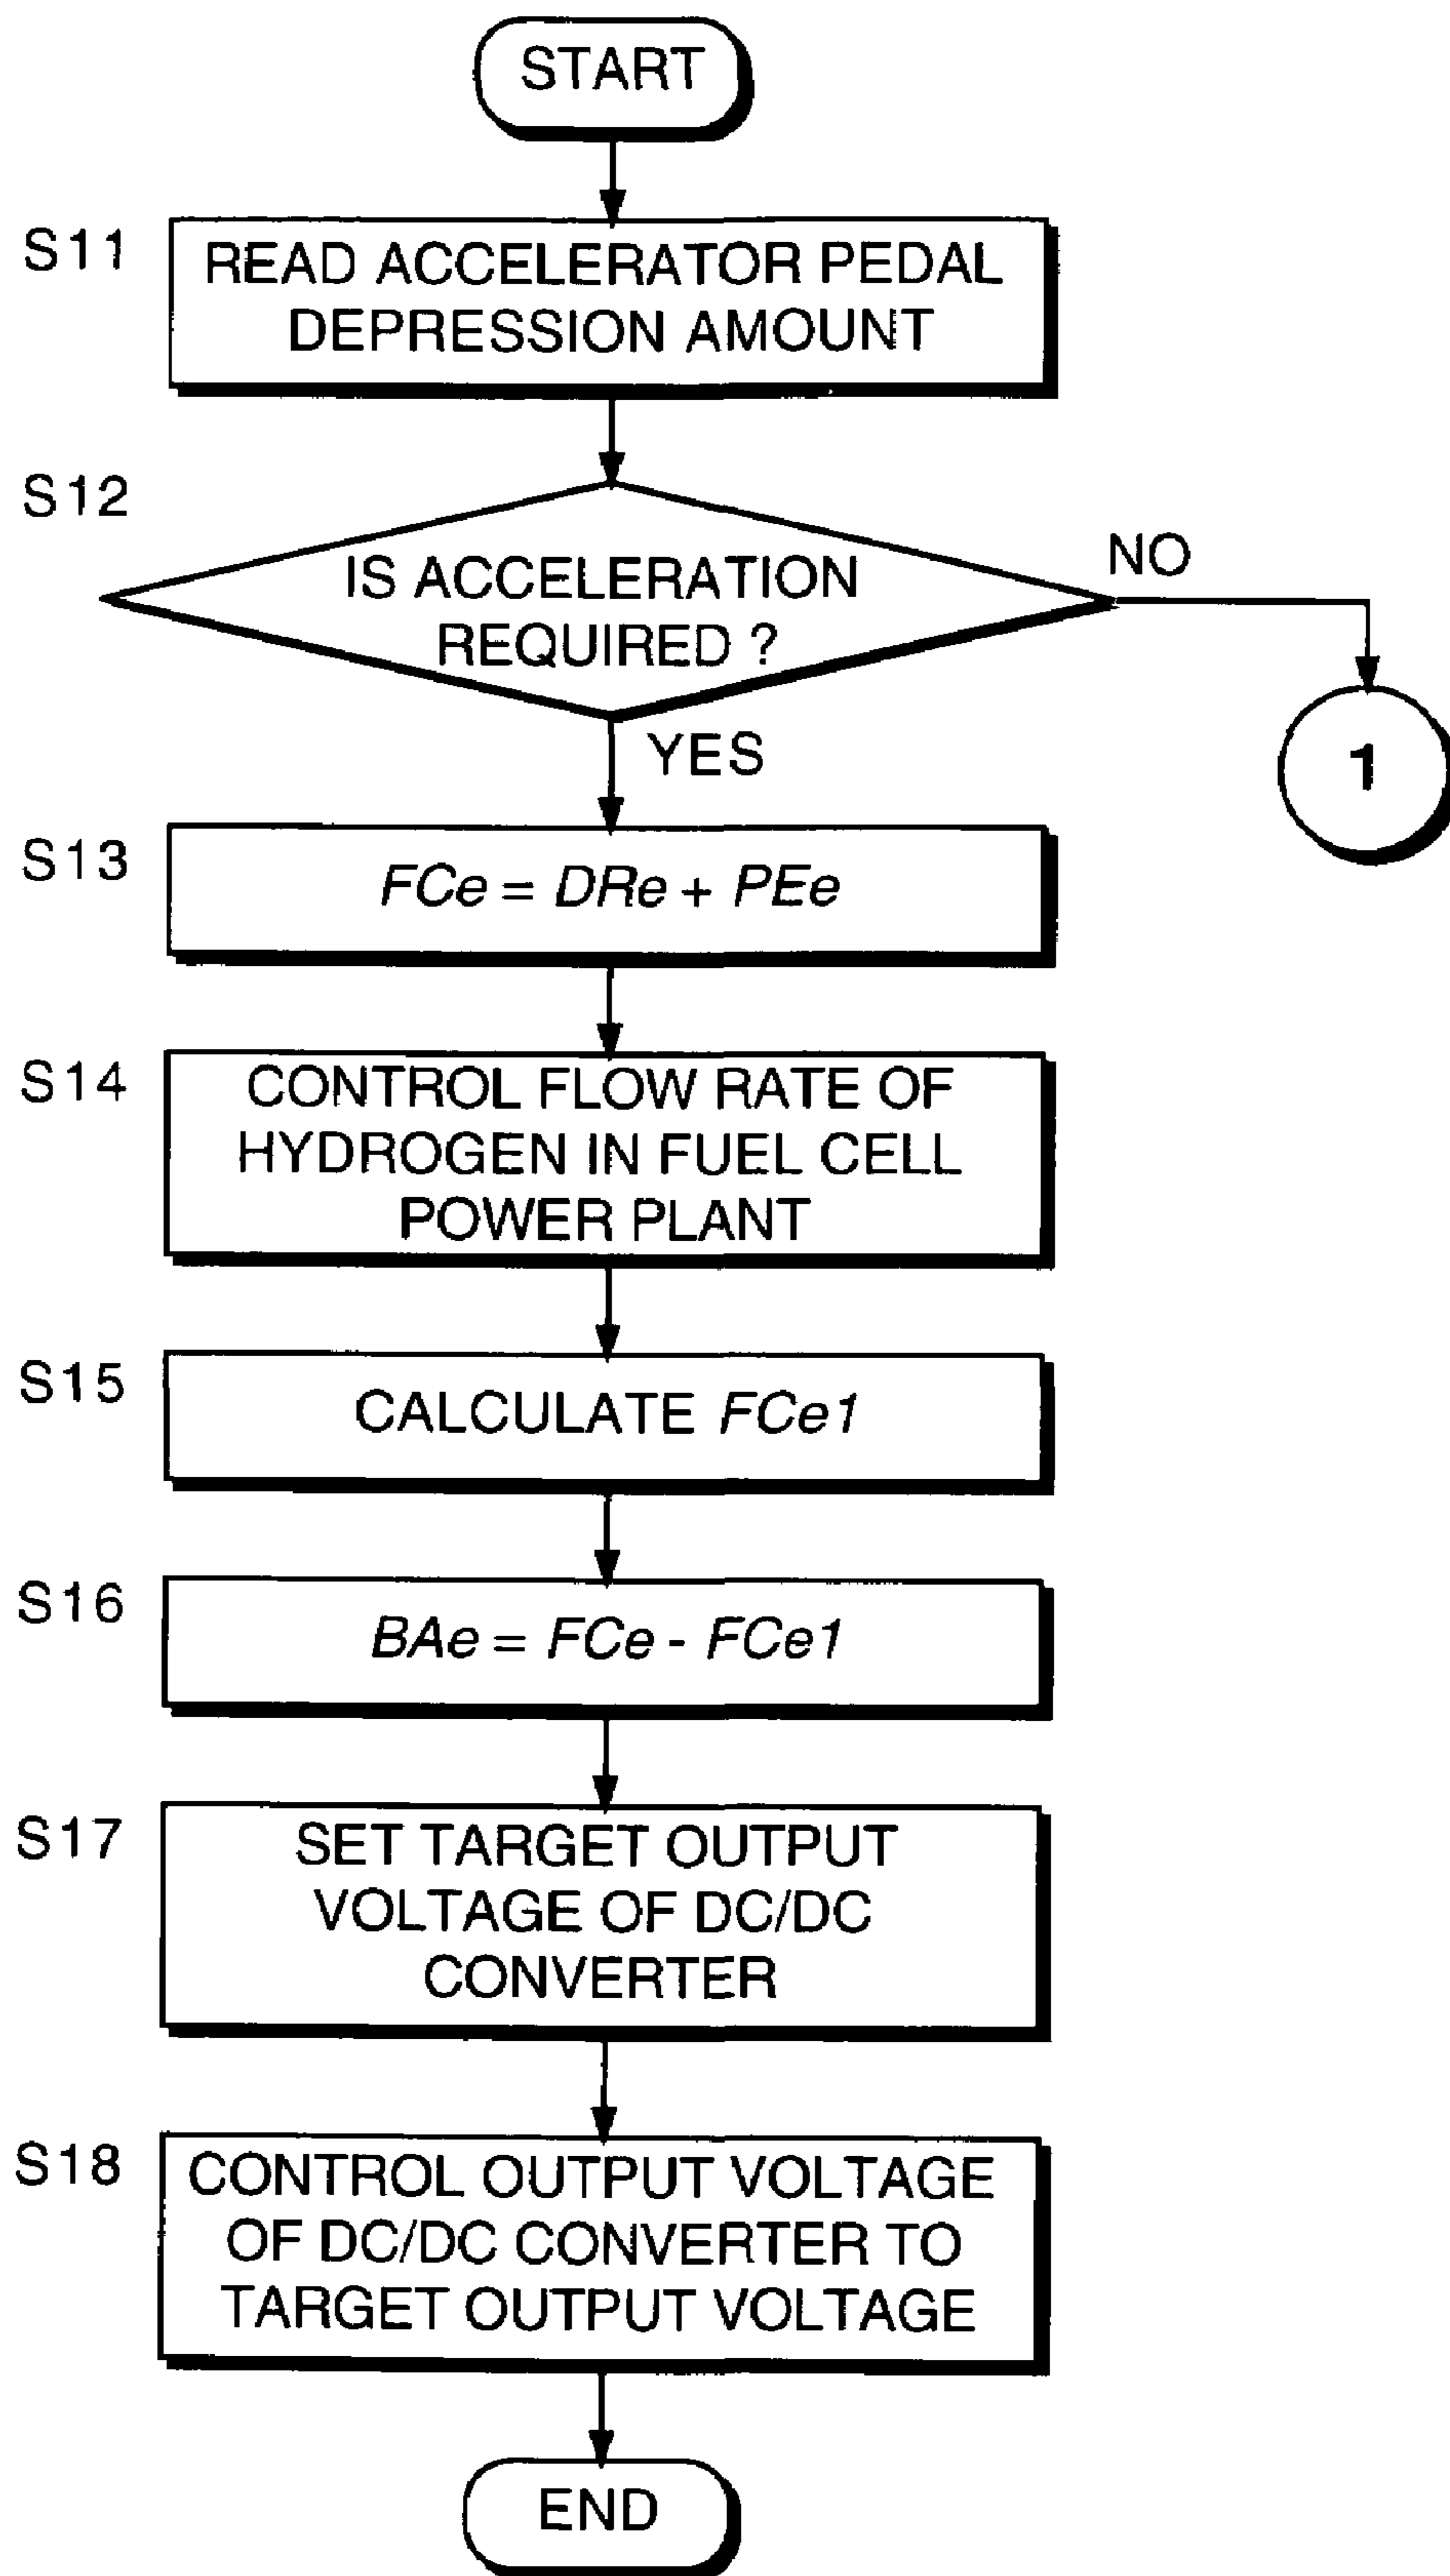 START
S11
READ ACCELERATOR PEDAL
DEPRESSION AMOUNT
S12
IS ACCELERATION
REQUIRED ?
NO
1
YES
S13
FCe = DRe + PEe
S14
CONTROL FLOW RATE OF
HYDROGEN IN FUEL CELL
POWER PLANT
S15
CALCULATE FCe1
S16
BAe = FCe - FCe1
S17
SET TARGET OUTPUT
VOLTAGE OF DC/DC
CONVERTER
S18
CONTROL OUTPUT VOLTAGE
OF DC/DC CONVERTER TO
TARGET OUTPUT VOLTAGE
END